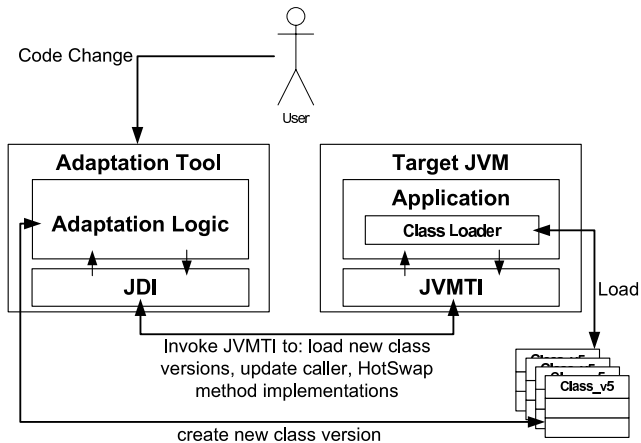 Code Change
User
Adaptation Tool
Target JVM
Adaptation Logic
Application
Class Loader
JDI
JVMTI
Load
Invoke JVMTI to: load new class
versions, update caller, HotSwap
method implementations
Class_v5
create new class version